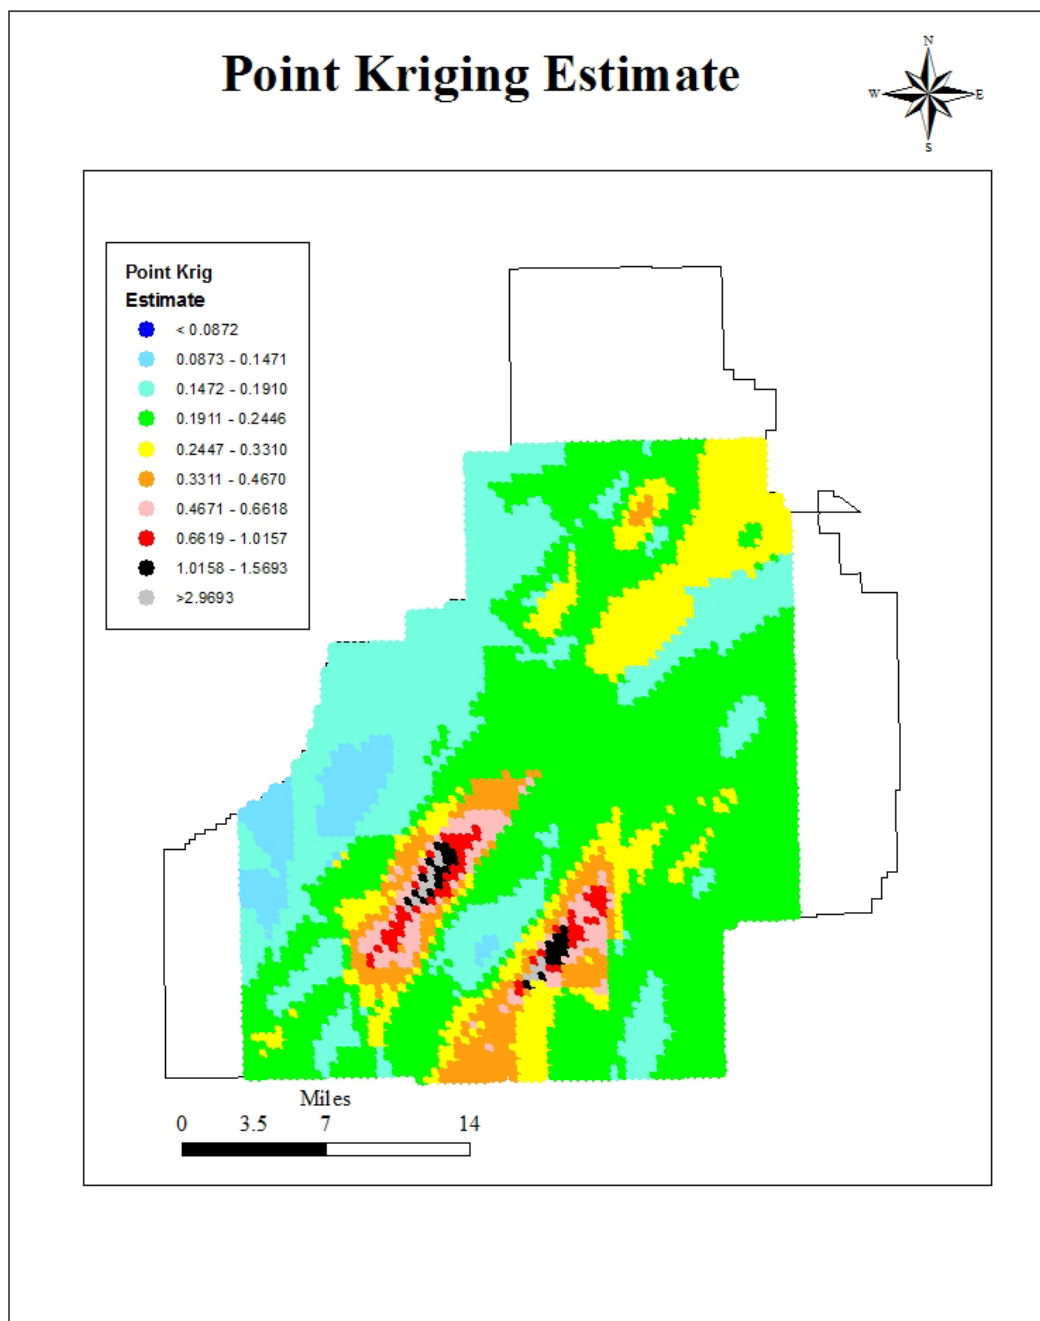 Point Kriging Estimate
N
W
E
S
Point Krig
Estimate
< 0.0872
0.0873 - 0.1471
0.1472 - 0.1910
0.1911 - 0.2446
0.2447 - 0.3310
0.3311 - 0.4670
0.4671 - 0.6618
0.6619 - 1.0157
1.0158 - 1.5693
>2.9693
Miles
0 3.5 7 14